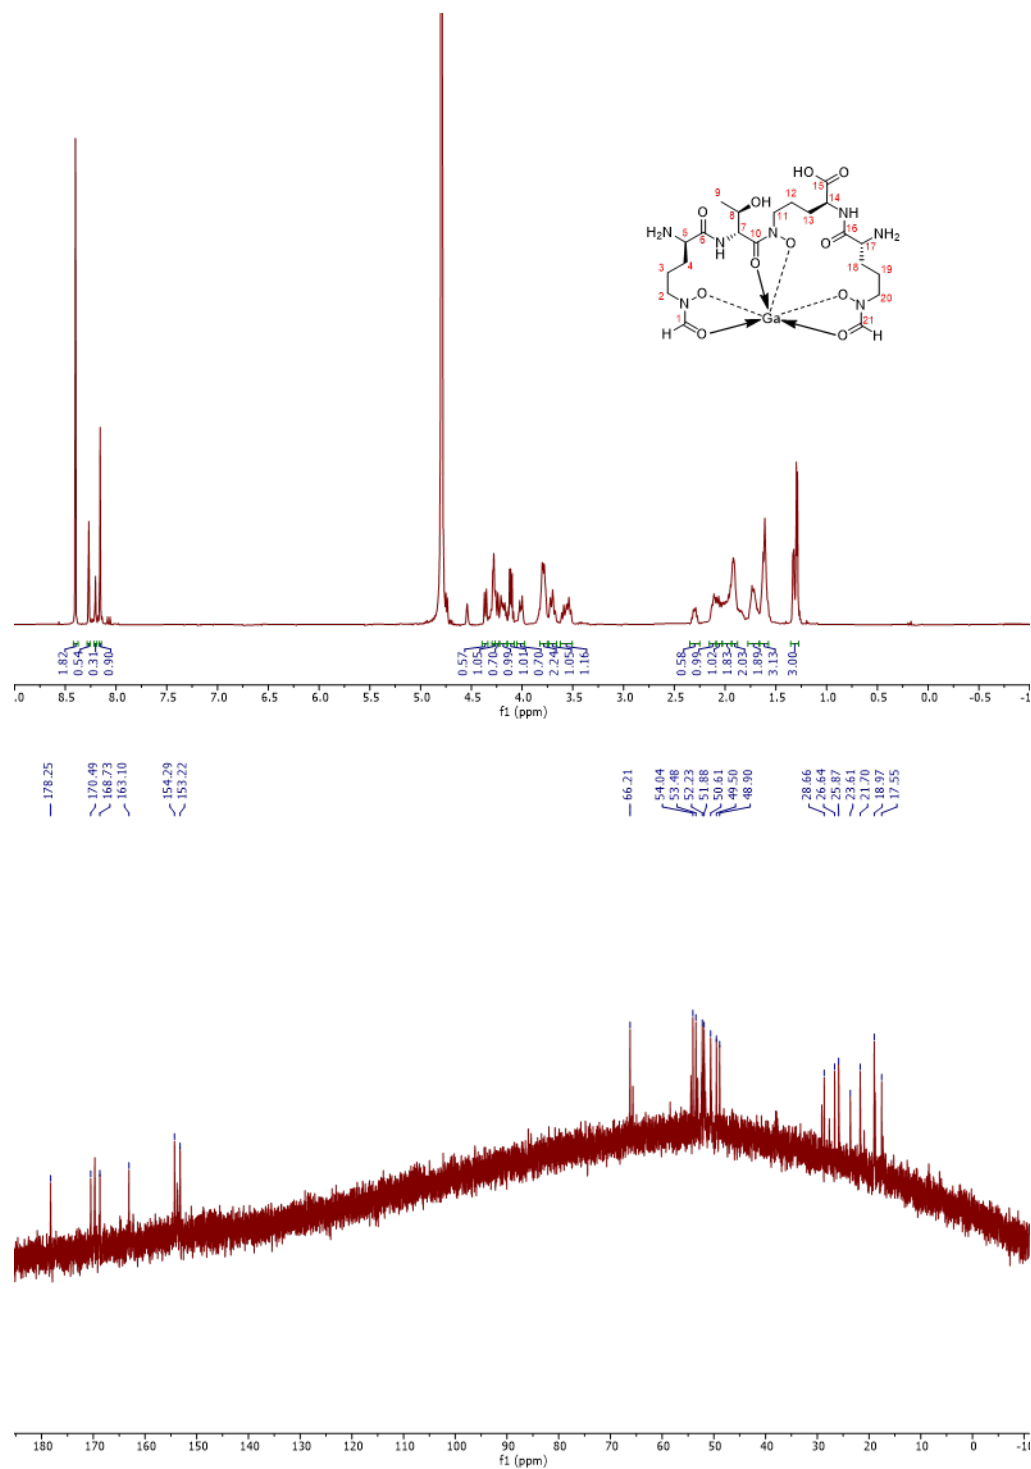 HO O
15
9 OH 12 14
8 11 13 NH
O 7 10 16
H2N 5 6 N O 17 NH2
N H O O
3 4 18 19
2 O O 20
N Ga N
1 21
H O O H
1.82 0.54 0.31 0.90 0.57 1.05 0.70 0.99 1.01 0.70 2.24 1.05 1.16 0.58 0.99 1.02 1.83 2.03 1.89 3.13 3.00
.0 8.5 8.0 7.5 7.0 6.5 6.0 5.5 5.0 4.5 4.0 3.5 3.0 2.5 2.0 1.5 1.0 0.5 0.0 -0.5 -1
f1 (ppm)
178.25 170.49 168.73 163.10 154.29 153.22 66.21 54.04 53.48 52.23 51.88 50.61 49.50 48.90 28.66 26.64 25.87 23.61 21.70 18.97 17.55
180 170 160 150 140 130 120 110 100 90 80 70 60 50 40 30 20 10 0 -10
f1 (ppm)